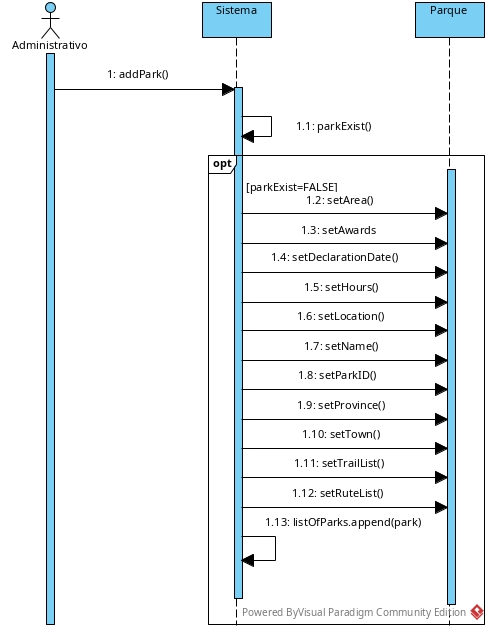 Sistema
Parque
Administrativo
1: addPark()
1.1: parkExist()
opt
[parkExist=FALSE]
1.2: setArea()
1.3: setAwards
1.4: setDeclarationDate()
1.5: setHours()
1.6: setLocation()
1.7: setName()
1.8: setParkID()
1.9: setProvince()
1.10: setTown()
1.11: setTrailList()
1.12: setRuteList()
1.13: listOfParks.append(park)
Powered ByVisual Paradigm Community Edition